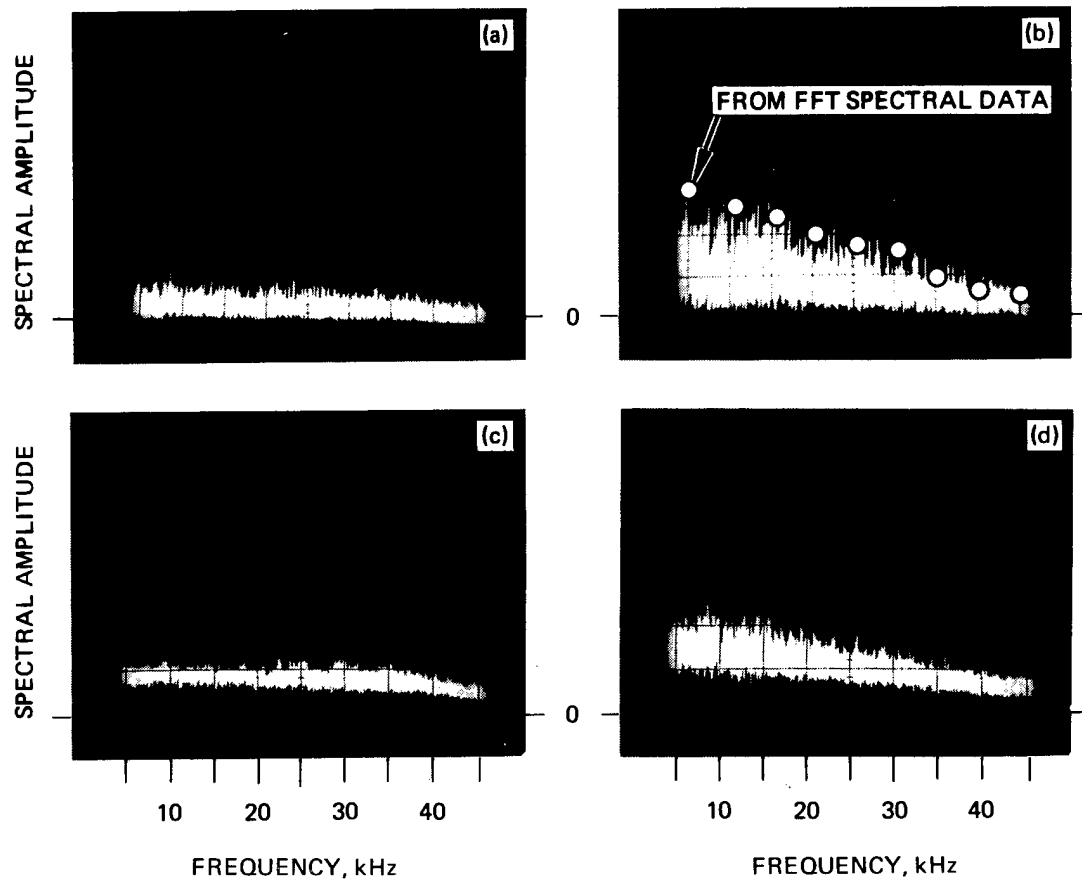 (a)
(b)
FROM FFT SPECTRAL DATA
SPECTRAL AMPLITUDE
0
(c)
(d)
SPECTRAL AMPLITUDE
0
10 20 30 40
10 20 30 40
FREQUENCY, kHz
FREQUENCY, kHz